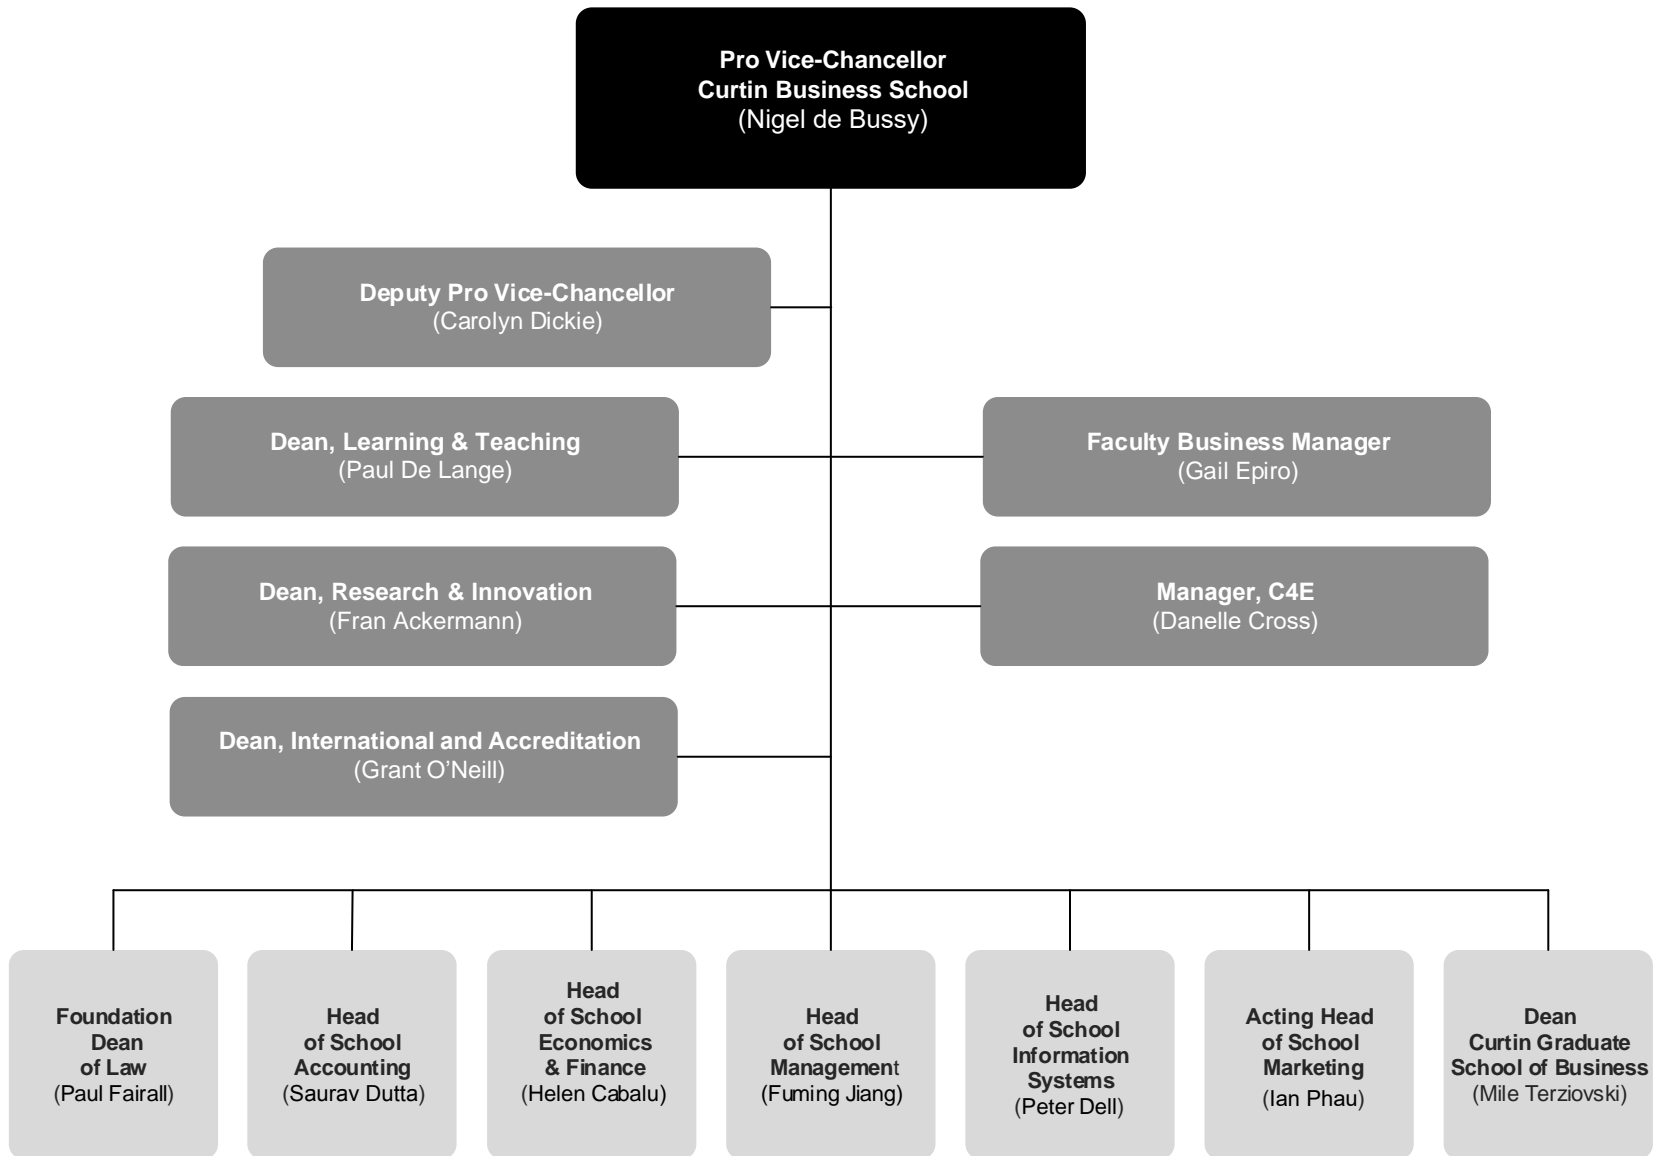 Pro Vice-Chancellor
Curtin Business School
(Nigel de Bussy)
Deputy Pro Vice-Chancellor
(Carolyn Dickie)
Dean, Learning & Teaching
(Paul De Lange)
Faculty Business Manager
(Gail Epiro)
Dean, Research & Innovation
(Fran Ackermann)
Manager, C4E
(Danelle Cross)
Dean, International and Accreditation
(Grant O’Neill)
Foundation
Dean
of Law
(Paul Fairall)
Head
of School
Accounting
(Saurav Dutta)
Head
of School
Economics
& Finance
(Helen Cabalu)
Head
of School
Management
(Fuming Jiang)
Head
of School
Information
Systems
(Peter Dell)
Acting Head
of School
Marketing
(Ian Phau)
Dean
Curtin Graduate
School of Business
(Mile Terziovski)